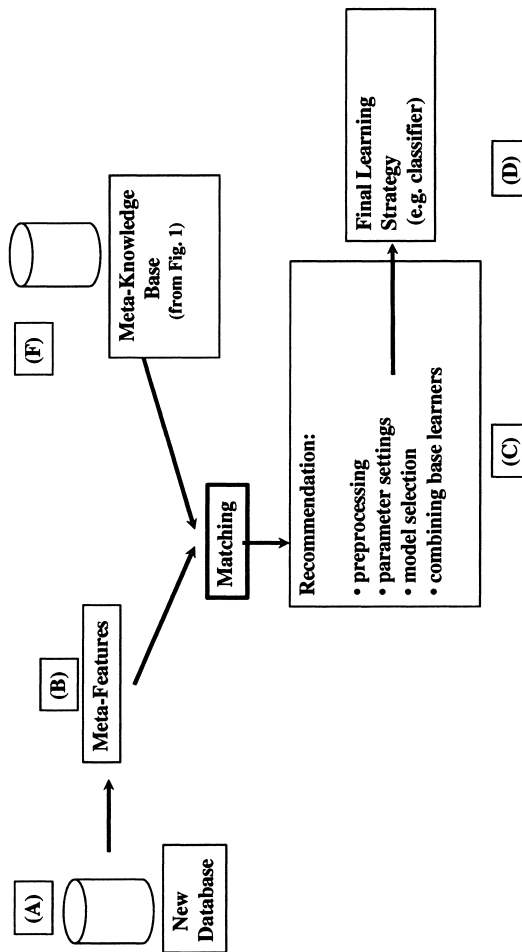 (A)
New
Database
(B)
Meta-Features
(F)
Meta-Knowledge
Base
(from Fig. 1)
Matching
Recommendation:
• preprocessing
• parameter settings
• model selection
• combining base learners
(C)
Final Learning
Strategy
(e.g. classifier)
(D)